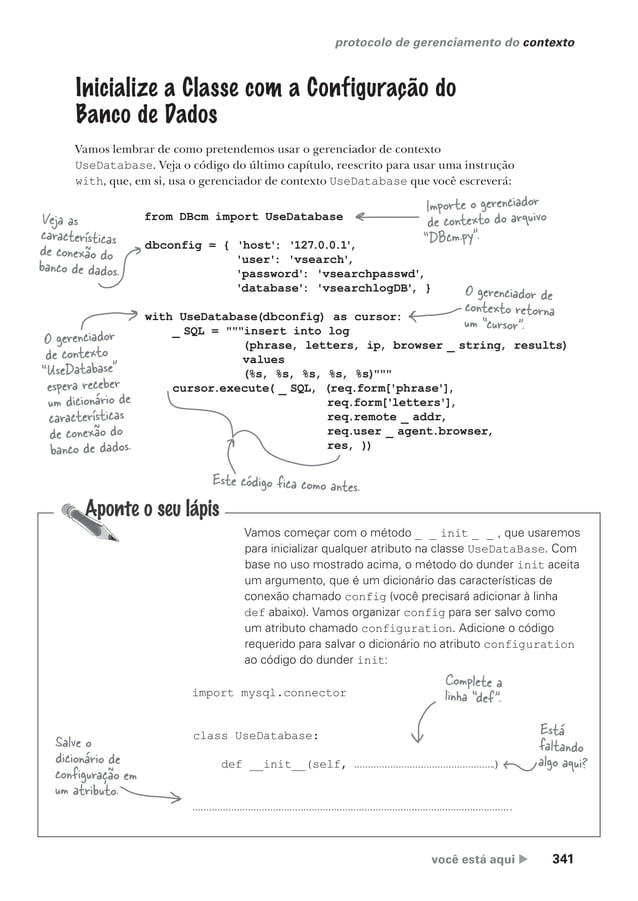 protocolo de gerenciamento do contexto
Inicialize a Classe com a Configuração do
Banco de Dados
Vamos lembrar de como pretendemos usar o gerenciador de contexto
UseDatabase. Veja o código do último capítulo, reescrito para usar uma instrução
with, que, em si, usa o gerenciador de contexto UseDatabase que você escreverá:
Veja as
características
de conexão do
banco de dados.
from DBcm import UseDatabase
Importe o gerenciador
de contexto do arquivo
"DBcm.py".
dbconfig = { 'host': '127.0.0.1',
'user': 'vsearch',
'password': 'vsearchpasswd',
'database': 'vsearchlogDB', }
O gerenciador de
contexto retorna
um "cursor".
O gerenciador
de contexto
"UseDatabase"
espera receber
um dicionário de
características
de conexão do
banco de dados.
with UseDatabase(dbconfig) as cursor:
_ SQL = """insert into log
(phrase, letters, ip, browser _ string, results)
values
(%s, %s, %s, %s, %s)"""
cursor.execute( _ SQL, (req.form['phrase'],
req.form['letters'],
req.remote _ addr,
req.user _ agent.browser,
res, ))
Este código fica como antes.
Aponte o seu lápis
Vamos começar com o método _ _ init _ _ , que usaremos
para inicializar qualquer atributo na classe UseDataBase. Com
base no uso mostrado acima, o método do dunder init aceita
um argumento, que é um dicionário das características de
conexão chamado config (você precisará adicionar à linha
def abaixo). Vamos organizar config para ser salvo como
um atributo chamado configuration. Adicione o código
requerido para salvar o dicionário no atributo configuration
ao código do dunder init:
import mysql.connector
Complete a
linha "def".
class UseDatabase:
def __init__(self, ................................................)
Está
faltando
algo aqui?
Salve o
dicionário de
configuração em
um atributo.
............................................................................................................
você está aqui ▶ 341